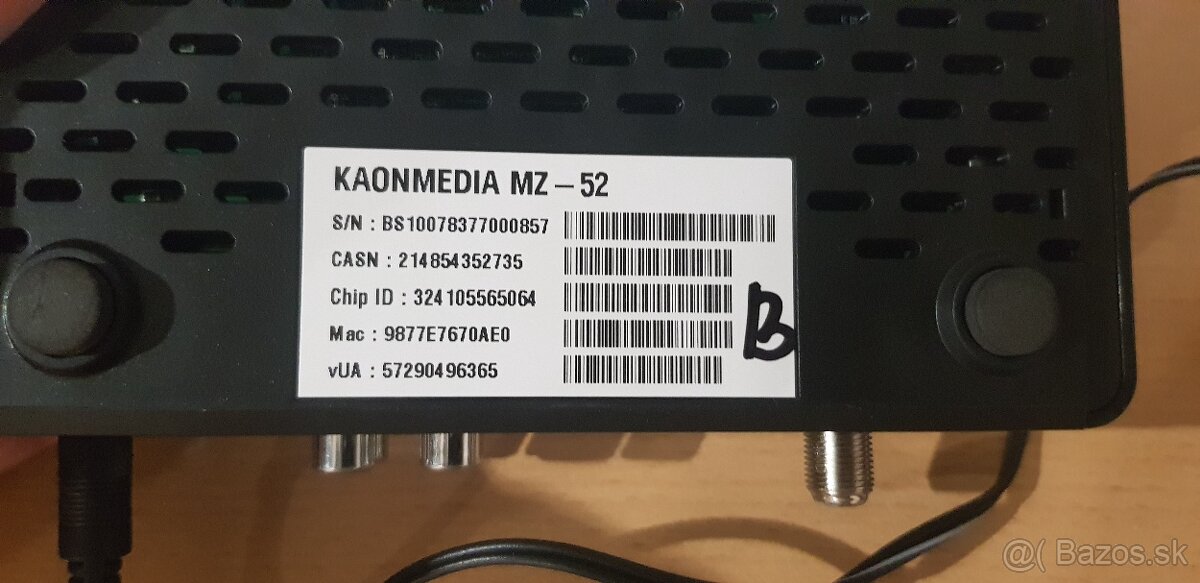 KAONMEDIA MZ – 52
S/N : BS10078377000857
CASN : 214854352735
Chip ID : 324105565064
Mac : 9877E7670AE0
vUA : 57290496365
B
@( Bazos.sk